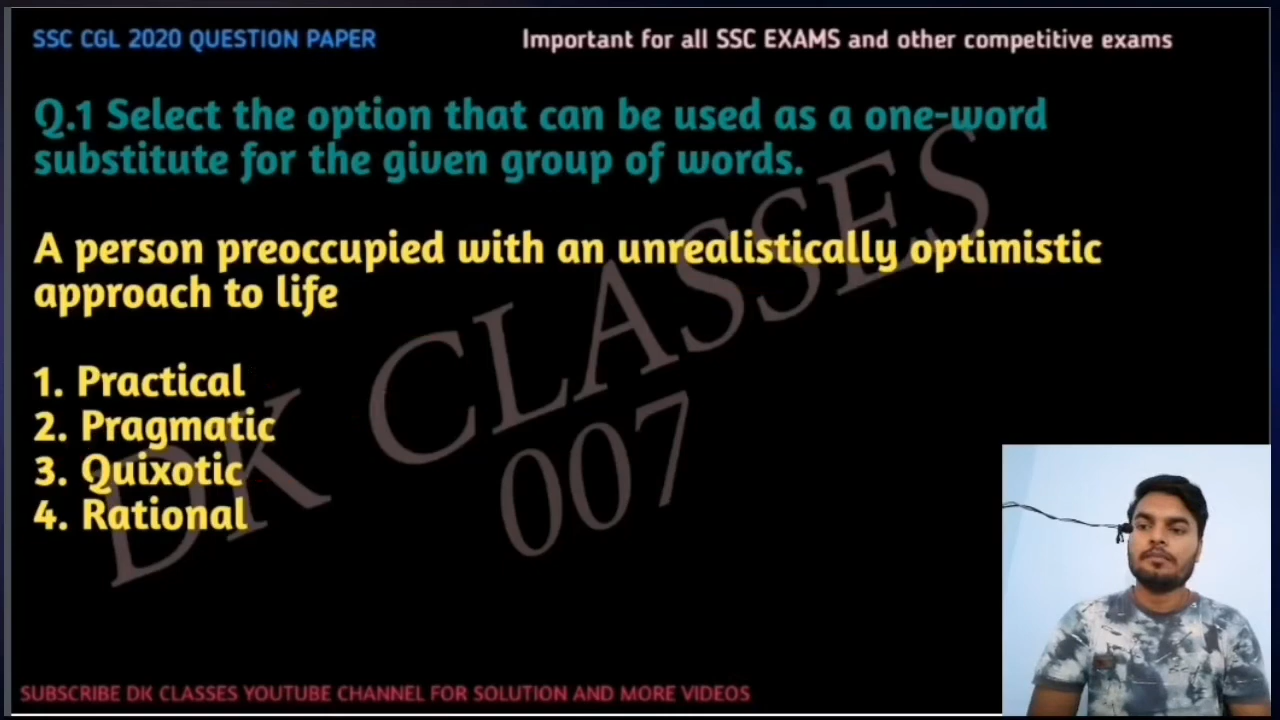 SSC CGL 2020 QUESTION PAPER
Important for all SSC EXAMS and other competitive exams
Q.1 Select the option that can be used as a one-word
substitute for the given group of words.
A person preoccupied with an unrealistically optimistic
approach to life
1. Practical
2. Pragmatic
3. Quixotic
4. Rational
DK CLASSES
007
SUBSCRIBE DK CLASSES YOUTUBE CHANNEL FOR SOLUTION AND MORE VIDEOS